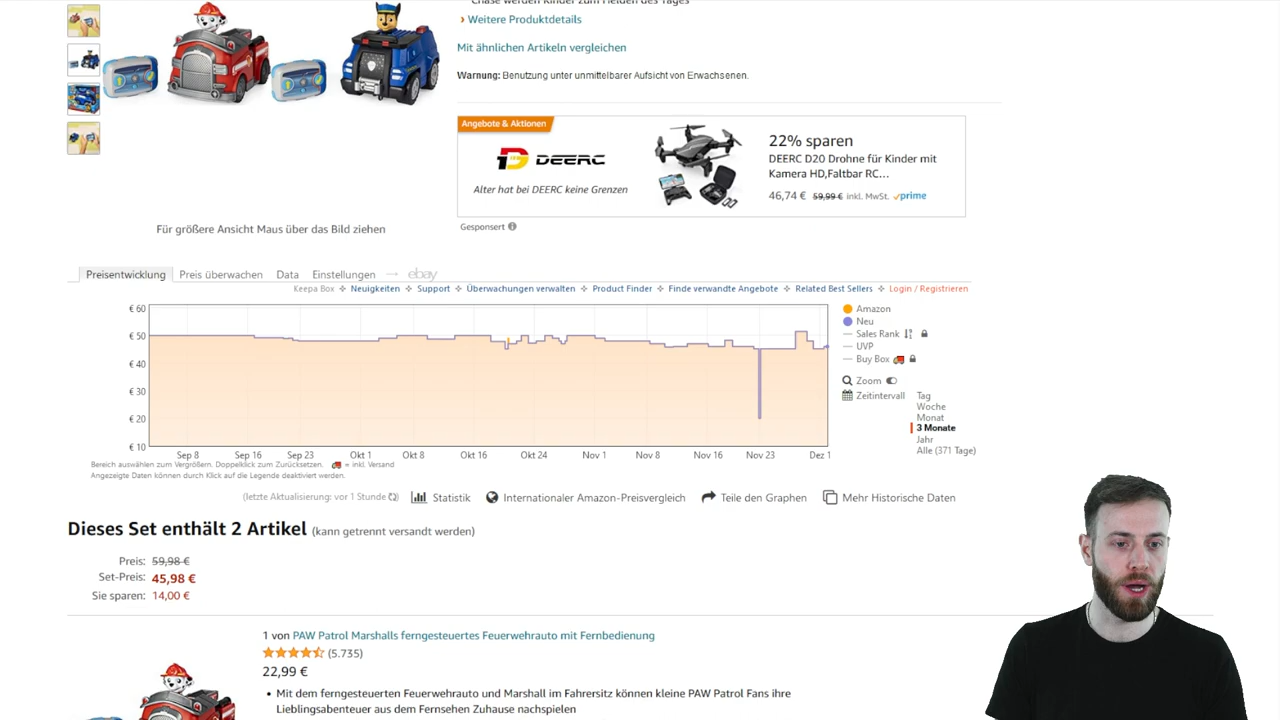 Chase werden Kinder zum Helden des Tages
› Weitere Produktdetails
Mit ähnlichen Artikeln vergleichen
Warnung: Benutzung unter unmittelbarer Aufsicht von Erwachsenen.
Angebote & Aktionen
DEERC
Alter hat bei DEERC keine Grenzen
22% sparen
DEERC D20 Drohne für Kinder mit
Kamera HD,Faltbar RC...
46,74 € 59,99 € inkl. MwSt. prime
Gesponsert
Für größere Ansicht Maus über das Bild ziehen
Preisentwicklung Preis überwachen Data Einstellungen → ebay
Keepa Box Neuigkeiten Support Überwachungen verwalten Product Finder Finde verwandte Angebote Related Best Sellers Login / Registrieren
€ 60
€ 50
€ 40
€ 30
€ 20
€ 10
Sep 8 Sep 16 Sep 23 Okt 1 Okt 8 Okt 16 Okt 24 Nov 1 Nov 8 Nov 16 Nov 23 Dez 1
Amazon
Neu
Sales Rank
UVP
Buy Box
Zoom
Zeitintervall
Tag
Woche
Monat
3 Monate
Jahr
Alle (371 Tage)
Bereich auswählen zum Vergrößern. Doppelklick zum Zurücksetzen. = inkl. Versand
Angezeigte Daten können durch Klick auf die Legende deaktiviert werden.
(letzte Aktualisierung: vor 1 Stunde) Statistik Internationaler Amazon-Preisvergleich Teile den Graphen Mehr Historische Daten
Dieses Set enthält 2 Artikel (kann getrennt versandt werden)
Preis: 59,98 €
Set-Preis: 45,98 €
Sie sparen: 14,00 €
1 von PAW Patrol Marshalls ferngesteuertes Feuerwehrauto mit Fernbedienung
(5.735)
22,99 €
• Mit dem ferngesteuerten Feuerwehrauto und Marshall im Fahrersitz können kleine PAW Patrol Fans ihre
Lieblingsabenteuer aus dem Fernsehen Zuhause nachspielen